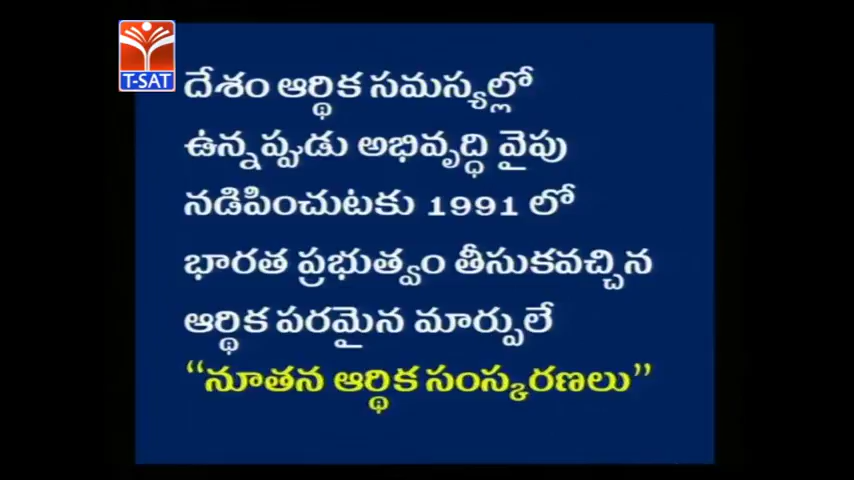 T-SAT
దేశం ఆర్థిక సమస్యల్లో
ఉన్నప్పుడు అభివృద్ధి వైపు
నడిపించుటకు 1991 లో
భారత ప్రభుత్వం తీసుకవచ్చిన
ఆర్థిక పరమైన మార్పులే
“నూతన ఆర్థిక సంస్కరణలు”